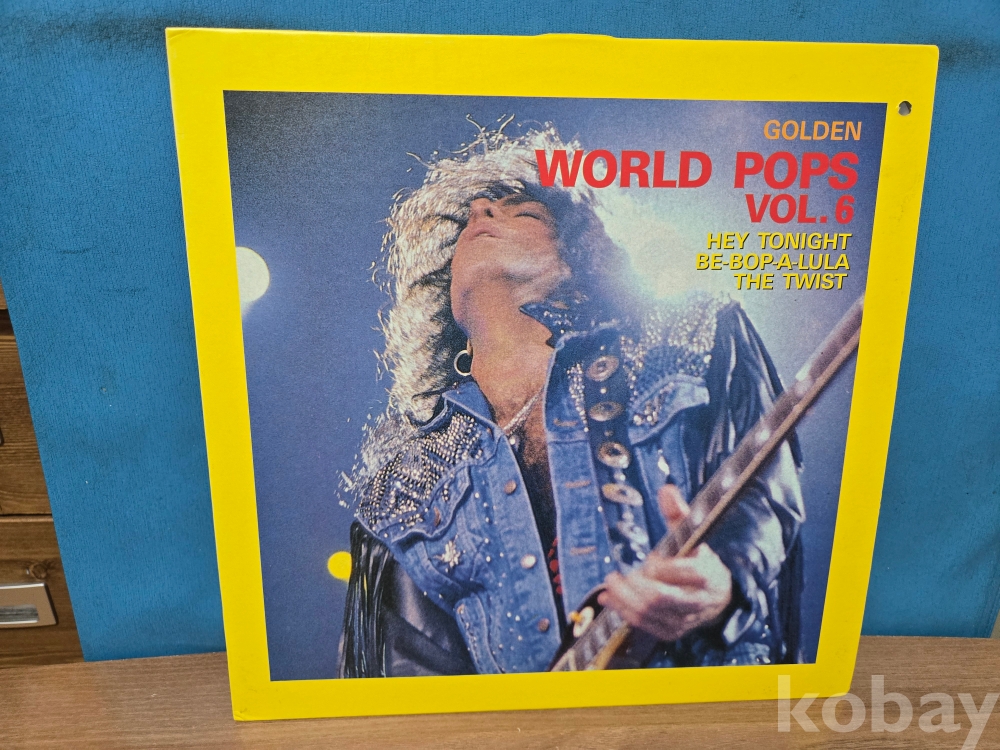 GOLDEN
WORLD POPS
VOL. 6
HEY TONIGHT
BE-BOP-A-LULA
THE TWIST
kobay